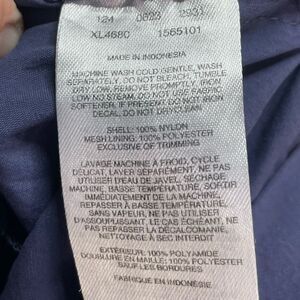 124 0623 2931
XL4680 1565101
MADE IN INDONESIA
MACHINE WASH COLD/GENTLE, WASH
SEPARATELY, DO NOT BLEACH, TUMBLE
DRY LOW, REMOVE PROMPTLY, IRON
LOW NO STEAM, DO NOT USE FABRIC
SOFTENER, IF PRESENT DO NOT IRON
DECAL, DO NOT DRYCLEAN
SHELL: 100% NYLON
MESH LINING: 100% POLYESTER
EXCLUSIVE OF TRIMMING
LAVAGE MACHINE À FROID, CYCLE
DÉLICAT, LAVER SÉPARÉMENT, NE PAS
UTILISER D'EAU DE JAVEL, SÉCHAGE
MACHINE, BASSE TEMPÉRATURE, SORTIR
IMMÉDIATEMENT DE LA MACHINE,
REPASSER À BASSE TEMPÉRATURE,
SANS VAPEUR, NE PAS UTILISER
D'ASSOUPLISSANT, LE CAS ÉCHÉANT, NE
PAS REPASSER LA DÉCALCOMANIE,
NETTOYAGE À SEC INTERDIT
EXTÉRIEUR: 100% POLYAMIDE
DOUBLURE EN MAILLE: 100% POLYESTER
SAUF LES BORDURES
FABRIQUÉ EN INDONÉSIE